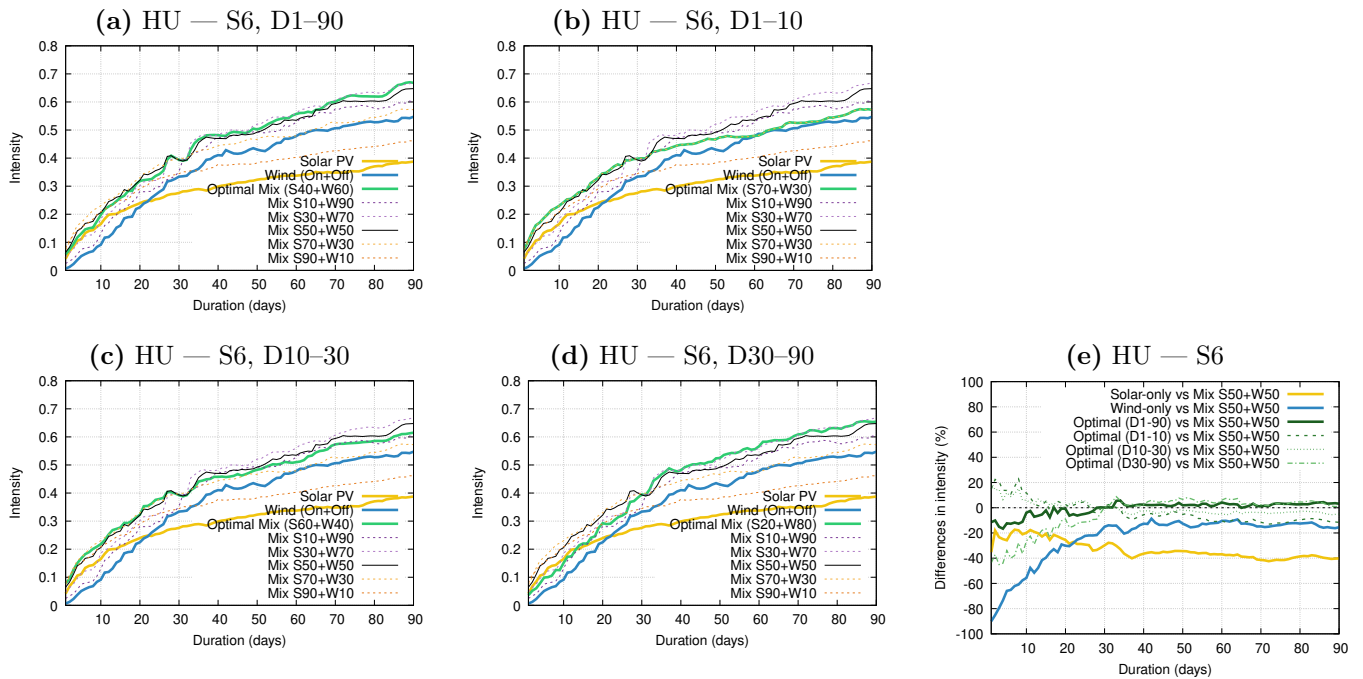 (a) HU — S6, D1–90
0.8
0.7
0.6
0.5
0.4
0.3
0.2
0.1
0
Intensity
10 20 30 40 50 60 70 80 90
Duration (days)
Solar PV
Wind (On+Off)
Optimal Mix (S40+W60)
Mix S10+W90
Mix S30+W70
Mix S50+W50
Mix S70+W30
Mix S90+W10
(b) HU — S6, D1–10
0.8
0.7
0.6
0.5
0.4
0.3
0.2
0.1
0
Intensity
10 20 30 40 50 60 70 80 90
Duration (days)
Solar PV
Wind (On+Off)
Optimal Mix (S70+W30)
Mix S10+W90
Mix S30+W70
Mix S50+W50
Mix S70+W30
Mix S90+W10
(c) HU — S6, D10–30
0.8
0.7
0.6
0.5
0.4
0.3
0.2
0.1
0
Intensity
10 20 30 40 50 60 70 80 90
Duration (days)
Solar PV
Wind (On+Off)
Optimal Mix (S60+W40)
Mix S10+W90
Mix S30+W70
Mix S50+W50
Mix S70+W30
Mix S90+W10
(d) HU — S6, D30–90
0.8
0.7
0.6
0.5
0.4
0.3
0.2
0.1
0
Intensity
10 20 30 40 50 60 70 80 90
Duration (days)
Solar PV
Wind (On+Off)
Optimal Mix (S20+W80)
Mix S10+W90
Mix S30+W70
Mix S50+W50
Mix S70+W30
Mix S90+W10
(e) HU — S6
100
80
60
40
20
0
-20
-40
-60
-80
-100
Differences in intensity (%)
10 20 30 40 50 60 70 80 90
Duration (days)
Solar-only vs Mix S50+W50
Wind-only vs Mix S50+W50
Optimal (D1-90) vs Mix S50+W50
Optimal (D1-10) vs Mix S50+W50
Optimal (D10-30) vs Mix S50+W50
Optimal (D30-90) vs Mix S50+W50